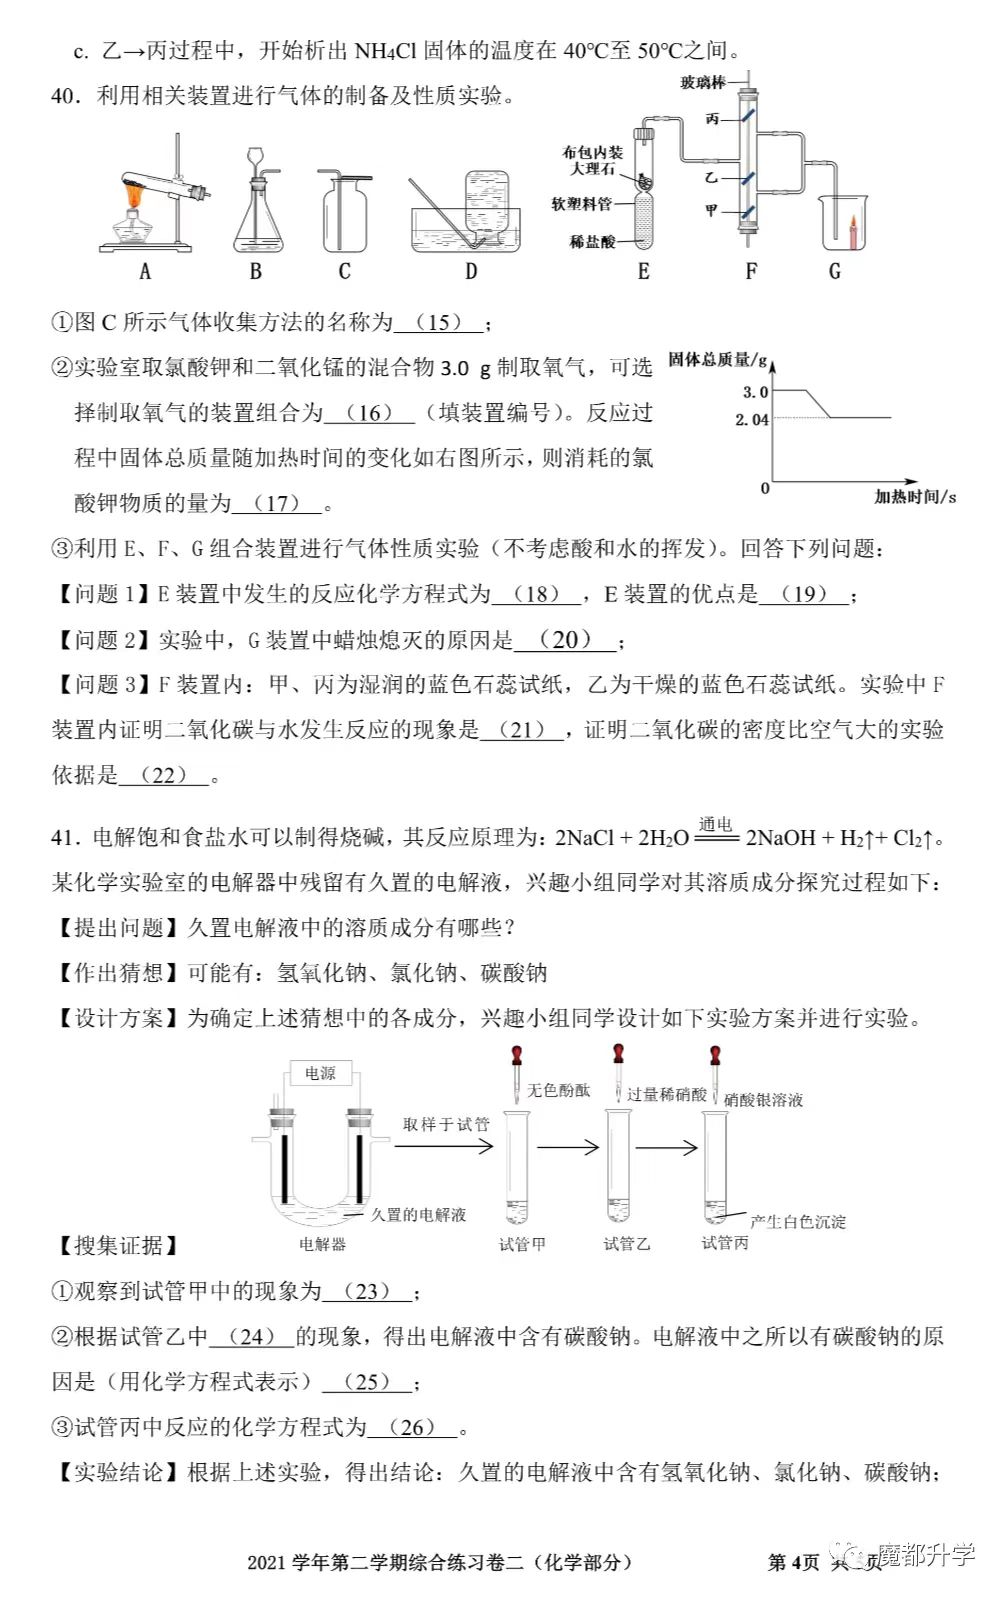 c. 乙→丙过程中，开始析出 NH₄Cl 固体的温度在 40℃至 50℃之间。
40．利用相关装置进行气体的制备及性质实验。
玻璃棒
丙
乙
甲
布包内装
大理石
软塑料管
稀盐酸
A B C D E F G
①图 C 所示气体收集方法的名称为 （15） ；
②实验室取氯酸钾和二氧化锰的混合物 3.0 g 制取氧气，可选
择制取氧气的装置组合为 （16） （填装置编号）。反应过
程中固体总质量随加热时间的变化如右图所示，则消耗的氯
酸钾物质的量为 （17） 。
固体总质量/g
3.0
2.04
0
加热时间/s
③利用 E、F、G 组合装置进行气体性质实验（不考虑酸和水的挥发）。回答下列问题：
【问题 1】E 装置中发生的反应化学方程式为 （18） ，E 装置的优点是 （19） ；
【问题 2】实验中，G 装置中蜡烛熄灭的原因是 （20） ；
【问题 3】F 装置内：甲、丙为湿润的蓝色石蕊试纸，乙为干燥的蓝色石蕊试纸。实验中 F
装置内证明二氧化碳与水发生反应的现象是 （21） ，证明二氧化碳的密度比空气大的实验
依据是 （22） 。
41．电解饱和食盐水可以制得烧碱，其反应原理为：2NaCl + 2H₂O ══通电══ 2NaOH + H₂↑+ Cl₂↑。
某化学实验室的电解器中残留有久置的电解液，兴趣小组同学对其溶质成分探究过程如下：
【提出问题】久置电解液中的溶质成分有哪些？
【作出猜想】可能有：氢氧化钠、氯化钠、碳酸钠
【设计方案】为确定上述猜想中的各成分，兴趣小组同学设计如下实验方案并进行实验。
电源
取样于试管
无色酚酞
过量稀硝酸
硝酸银溶液
久置的电解液
产生白色沉淀
电解器 试管甲 试管乙 试管丙
【搜集证据】
①观察到试管甲中的现象为 （23） ；
②根据试管乙中 （24） 的现象，得出电解液中含有碳酸钠。电解液中之所以有碳酸钠的原
因是（用化学方程式表示） （25） ；
③试管丙中反应的化学方程式为 （26） 。
【实验结论】根据上述实验，得出结论：久置的电解液中含有氢氧化钠、氯化钠、碳酸钠；
2021 学年第二学期综合练习卷二（化学部分） 第 4页 共 页
魔都升学